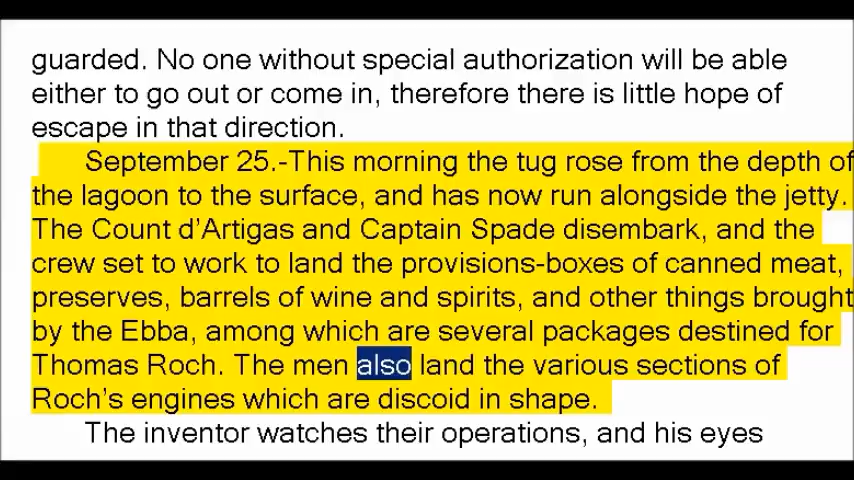 guarded. No one without special authorization will be able
either to go out or come in, therefore there is little hope of
escape in that direction.
September 25.-This morning the tug rose from the depth of
the lagoon to the surface, and has now run alongside the jetty.
The Count d’Artigas and Captain Spade disembark, and the
crew set to work to land the provisions-boxes of canned meat,
preserves, barrels of wine and spirits, and other things brought
by the Ebba, among which are several packages destined for
Thomas Roch. The men also land the various sections of
Roch’s engines which are discoid in shape.
The inventor watches their operations, and his eyes